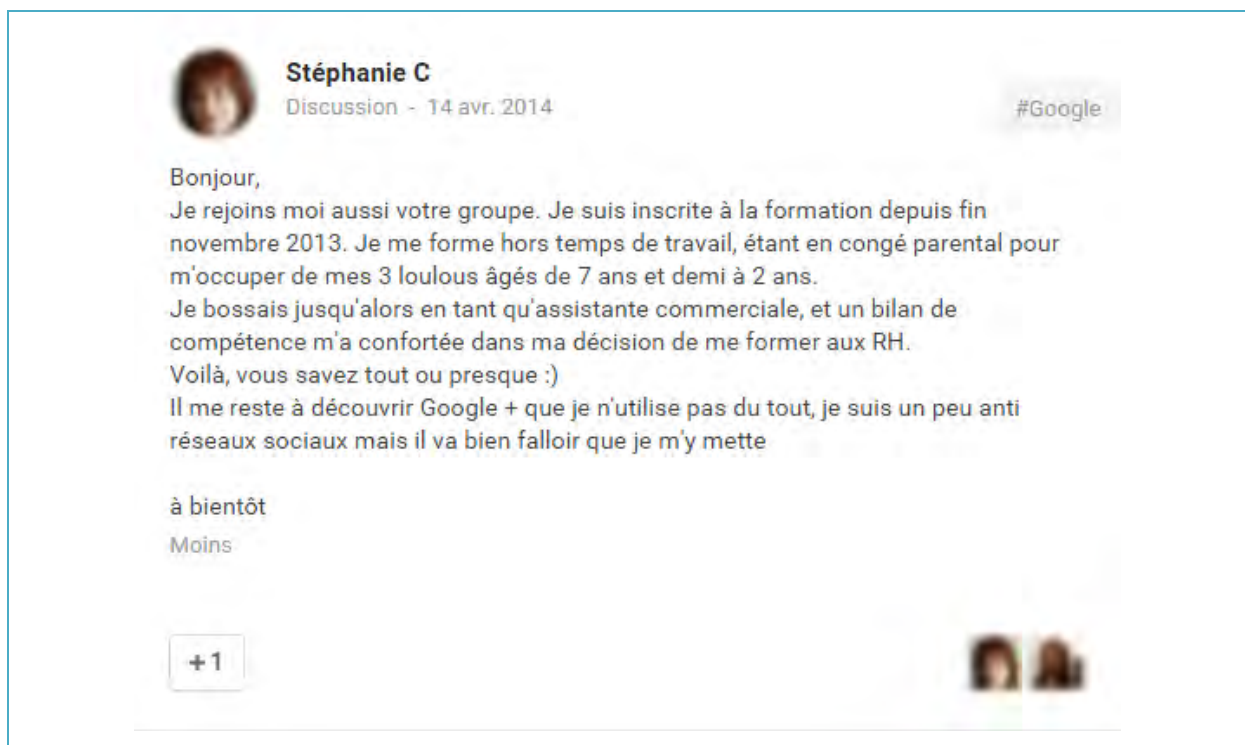 Stéphanie C
Discussion - 14 avr. 2014
#Google
Bonjour,
Je rejoins moi aussi votre groupe. Je suis inscrite à la formation depuis fin
novembre 2013. Je me forme hors temps de travail, étant en congé parental pour
m'occuper de mes 3 loulous âgés de 7 ans et demi à 2 ans.
Je bossais jusqu'alors en tant qu'assistante commerciale, et un bilan de
compétence m'a confortée dans ma décision de me former aux RH.
Voilà, vous savez tout ou presque :)
Il me reste à découvrir Google + que je n'utilise pas du tout, je suis un peu anti
réseaux sociaux mais il va bien falloir que je m'y mette
à bientôt
Moins
+1